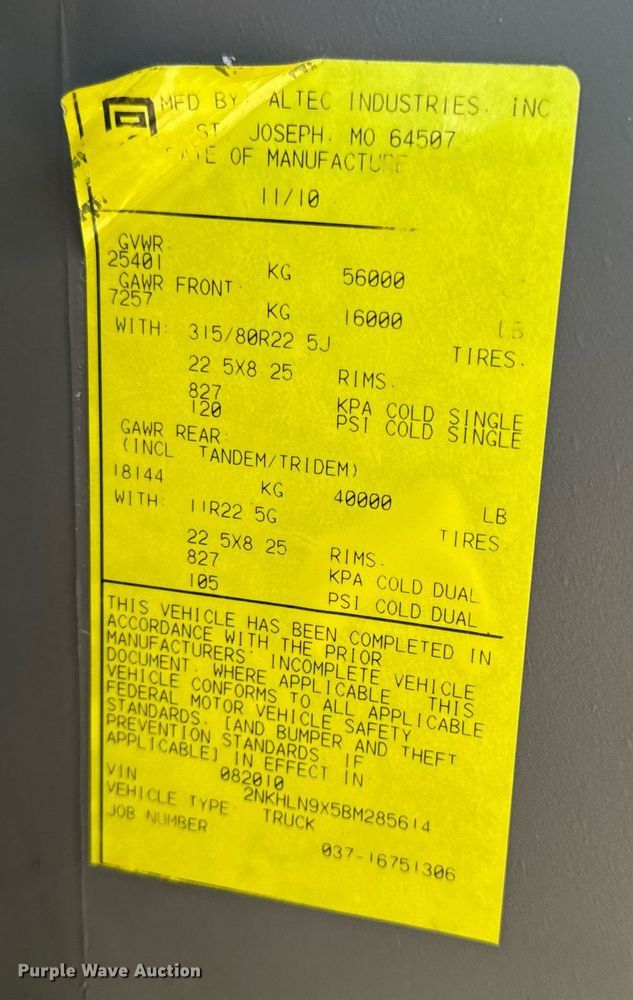 MFD BY: ALTEC INDUSTRIES. INC
ST. JOSEPH. MO 64507
DATE OF MANUFACTURE
11/10
GVWR:
25401 KG 56000
GAWR FRONT:
7257 KG 16000 LB
WITH: 315/80R22 5J TIRES.
22 5X8 25 RIMS.
827 KPA COLD SINGLE
120 PSI COLD SINGLE
GAWR REAR:
(INCL TANDEM/TRIDEM)
18144 KG 40000 LB
WITH: 11R22 5G TIRES.
22 5X8 25 RIMS.
827 KPA COLD DUAL
105 PSI COLD DUAL
THIS VEHICLE HAS BEEN COMPLETED IN
ACCORDANCE WITH THE PRIOR
MANUFACTURERS' INCOMPLETE VEHICLE
DOCUMENT. WHERE APPLICABLE. THIS
VEHICLE CONFORMS TO ALL APPLICABLE
FEDERAL MOTOR VEHICLE SAFETY
STANDARDS. [AND BUMPER AND THEFT
PREVENTION STANDARDS. IF
APPLICABLE] IN EFFECT IN
082010
VIN 2NKHLN9X5BM285614
VEHICLE TYPE: TRUCK
JOB NUMBER 037-16751306
Purple Wave Auction